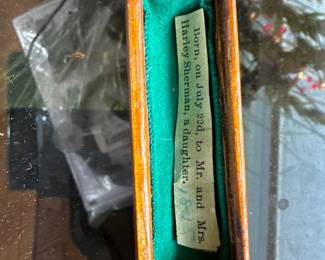 Born, on July 22d, to Mr. and Mrs.
Harley Sherman, a daughter.